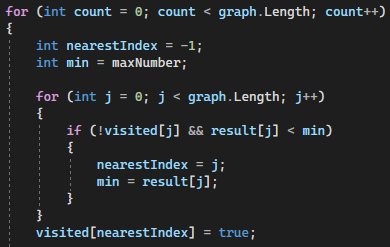 for (int count = 0; count < graph.Length; count++)
{
    int nearestIndex = -1;
    int min = maxNumber;

    for (int j = 0; j < graph.Length; j++)
    {
        if (!visited[j] && result[j] < min)
        {
            nearestIndex = j;
            min = result[j];
        }
    }
    visited[nearestIndex] = true;